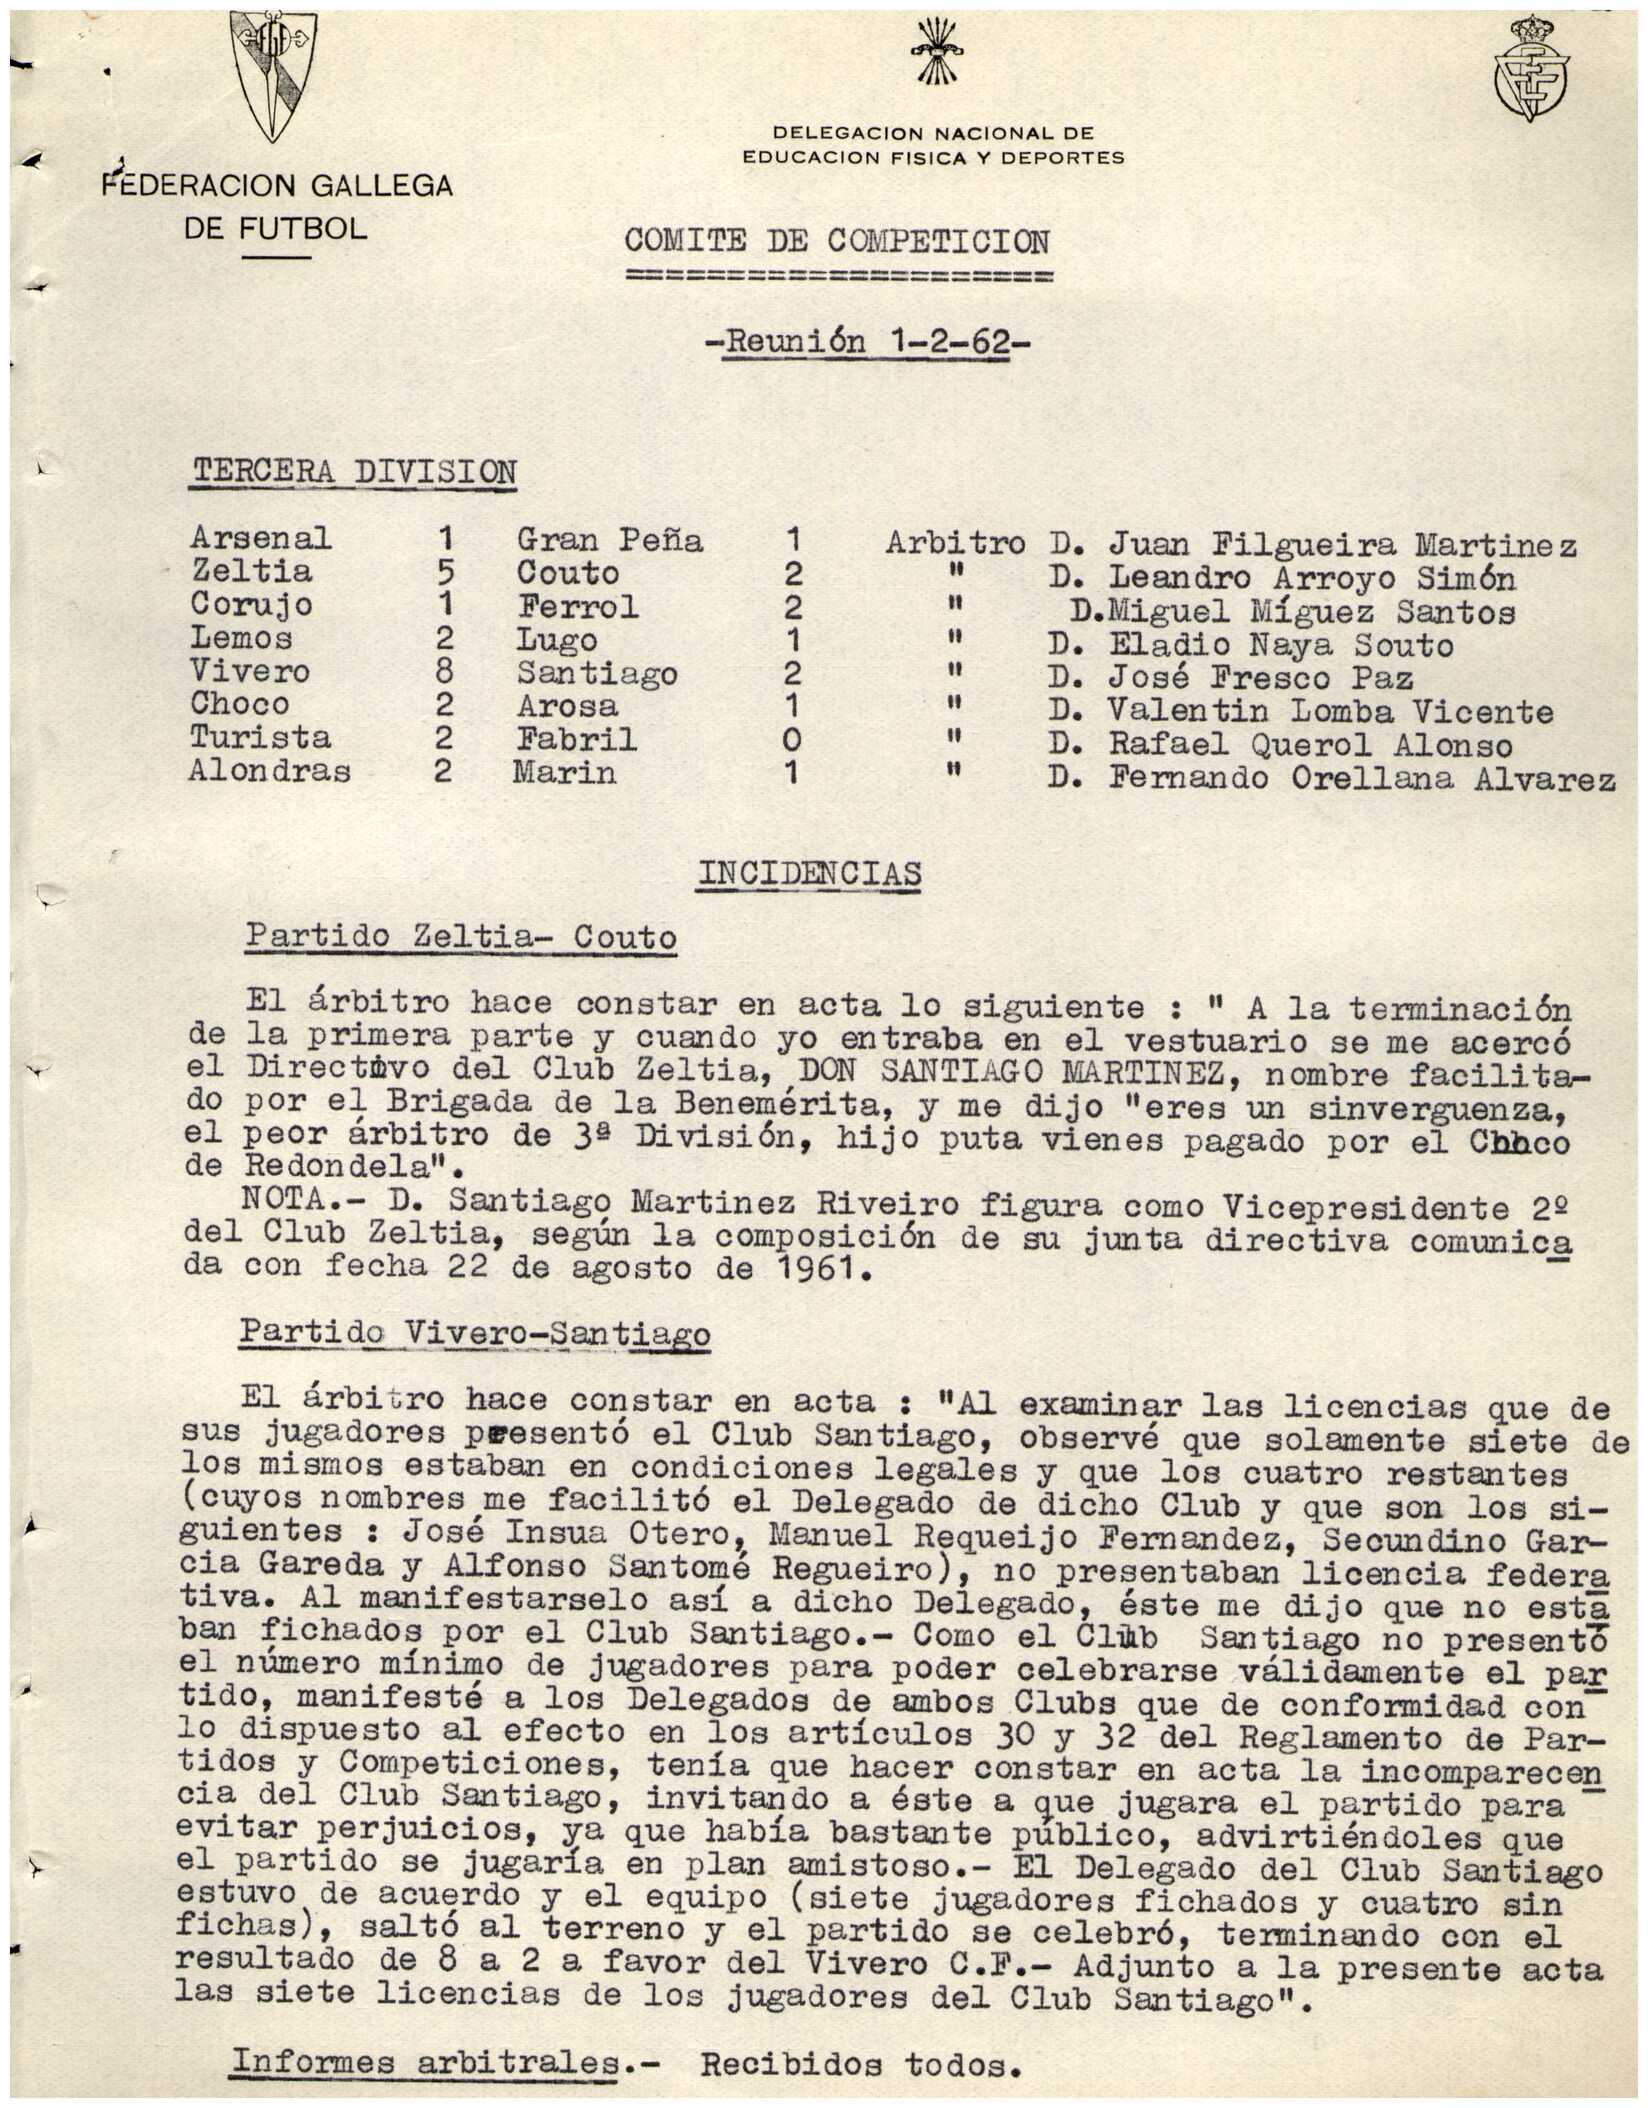 FEDERACION GALLEGA
DE FUTBOL
DELEGACION NACIONAL DE
EDUCACION FISICA Y DEPORTES
COMITE DE COMPETICION
=====================
-Reunión 1-2-62-
TERCERA DIVISION
Arsenal 1 Gran Peña 1 Arbitro D. Juan Filgueira Martinez
Zeltia 5 Couto 2 " D. Leandro Arroyo Simón
Corujo 1 Ferrol 2 " D.Miguel Míguez Santos
Lemos 2 Lugo 1 " D. Eladio Naya Souto
Vivero 8 Santiago 2 " D. José Fresco Paz
Choco 2 Arosa 1 " D. Valentin Lomba Vicente
Turista 2 Fabril 0 " D. Rafael Querol Alonso
Alondras 2 Marin 1 " D. Fernando Orellana Alvarez
INCIDENCIAS
Partido Zeltia- Couto
El árbitro hace constar en acta lo siguiente : " A la terminación
de la primera parte y cuando yo entraba en el vestuario se me acercó
el Directivo del Club Zeltia, DON SANTIAGO MARTINEZ, nombre facilita-
do por el Brigada de la Benemérita, y me dijo "eres un sinverguenza,
el peor árbitro de 3ª División, hijo puta vienes pagado por el Choco
de Redondela".
NOTA.- D. Santiago Martinez Riveiro figura como Vicepresidente 2º
del Club Zeltia, según la composición de su junta directiva comunica
da con fecha 22 de agosto de 1961.
Partido Vivero-Santiago
El árbitro hace constar en acta : "Al examinar las licencias que de
sus jugadores presentó el Club Santiago, observé que solamente siete de
los mismos estaban en condiciones legales y que los cuatro restantes
(cuyos nombres me facilitó el Delegado de dicho Club y que son los si-
guientes : José Insua Otero, Manuel Requeijo Fernandez, Secundino Gar-
cia Gareda y Alfonso Santomé Regueiro), no presentaban licencia federa
tiva. Al manifestarselo así a dicho Delegado, éste me dijo que no esta
ban fichados por el Club Santiago.- Como el Club Santiago no presentó
el número mínimo de jugadores para poder celebrarse válidamente el par
tido, manifesté a los Delegados de ambos Clubs que de conformidad con
lo dispuesto al efecto en los artículos 30 y 32 del Reglamento de Par-
tidos y Competiciones, tenía que hacer constar en acta la incomparecen
cia del Club Santiago, invitando a éste a que jugara el partido para
evitar perjuicios, ya que había bastante público, advirtiéndoles que
el partido se jugaría en plan amistoso.- El Delegado del Club Santiago
estuvo de acuerdo y el equipo (siete jugadores fichados y cuatro sin
fichas), saltó al terreno y el partido se celebró, terminando con el
resultado de 8 a 2 a favor del Vivero C.F.- Adjunto a la presente acta
las siete licencias de los jugadores del Club Santiago".
Informes arbitrales.- Recibidos todos.